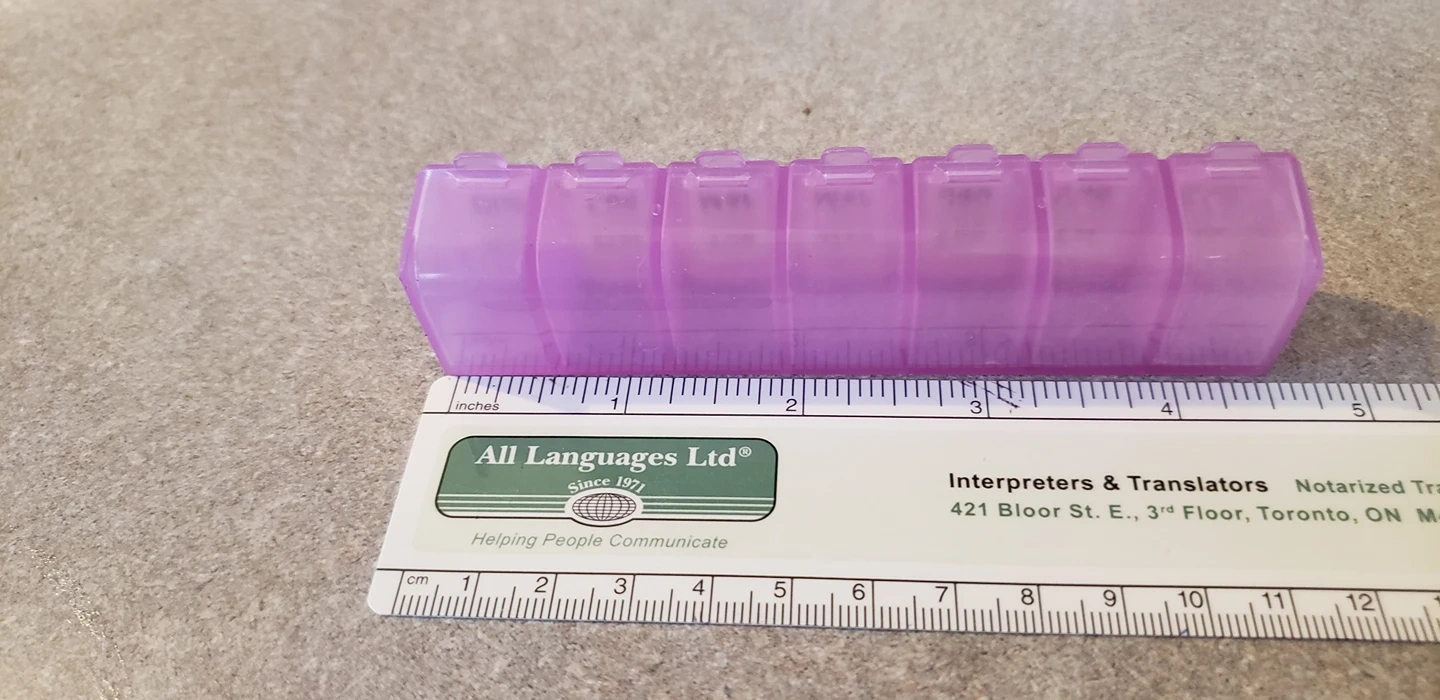 inches 1 2 3 4 5
All Languages Ltd®
Since 1971
Helping People Communicate
Interpreters & Translators Notarized
421 Bloor St. E., 3rd Floor, Toronto, ON
cm 1 2 3 4 5 6 7 8 9 10 11 12